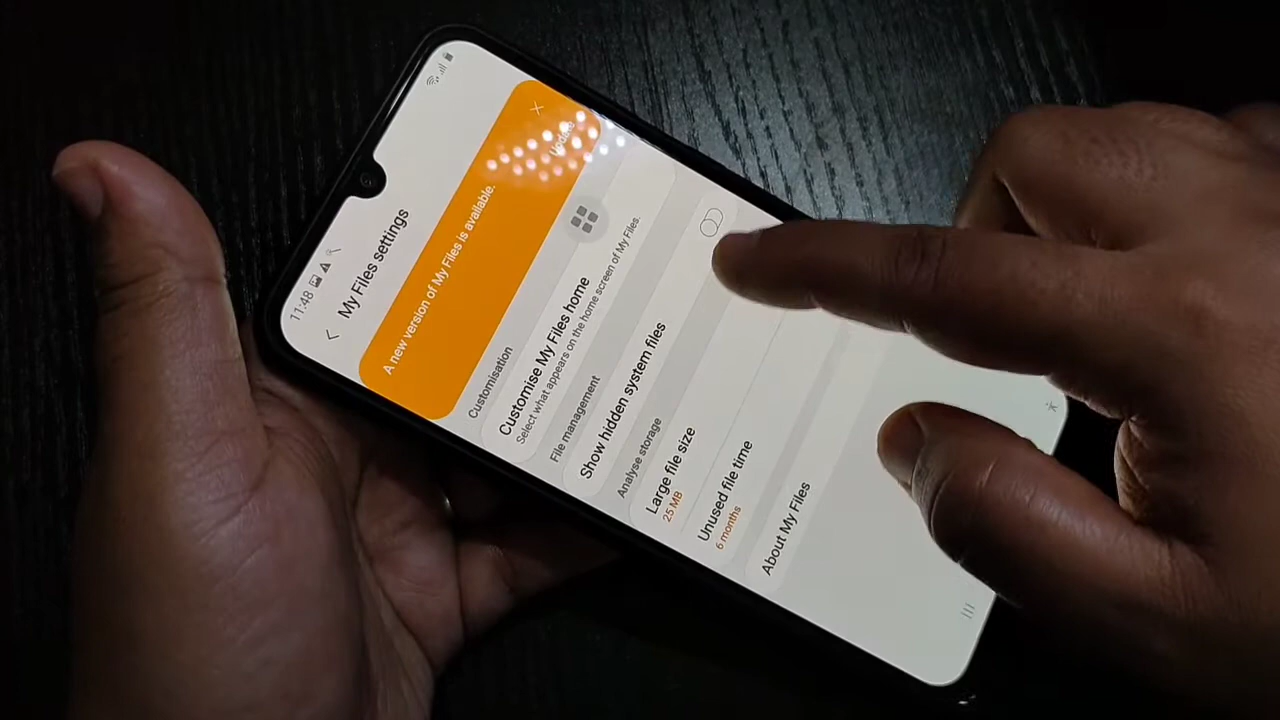 11:48
My Files settings
A new version of My Files is available.
Update
Customisation
Customise My Files home
Select what appears on the home screen of My Files.
File management
Show hidden system files
Analyse storage
Large file size
25 MB
Unused file time
6 months
About My Files